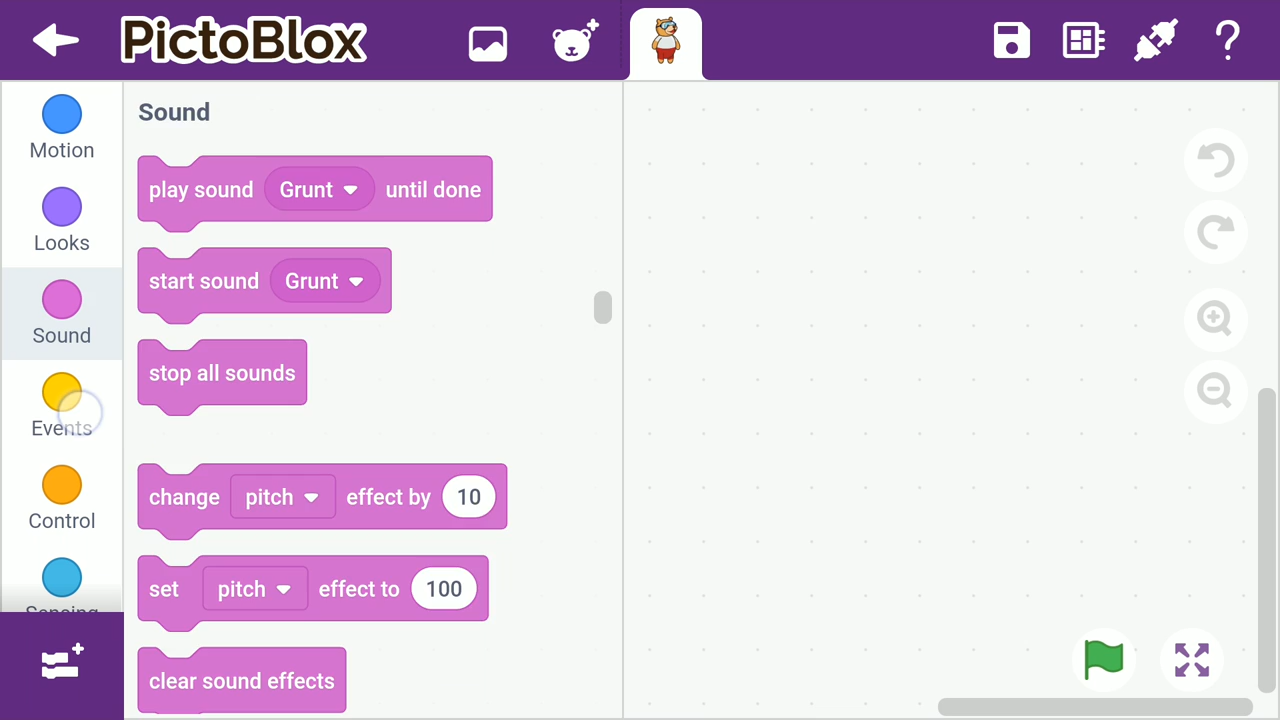 PictoBlox
Motion
Looks
Sound
Events
Control
Sensing
Sound
play sound Grunt until done
start sound Grunt
stop all sounds
change pitch effect by 10
set pitch effect to 100
clear sound effects